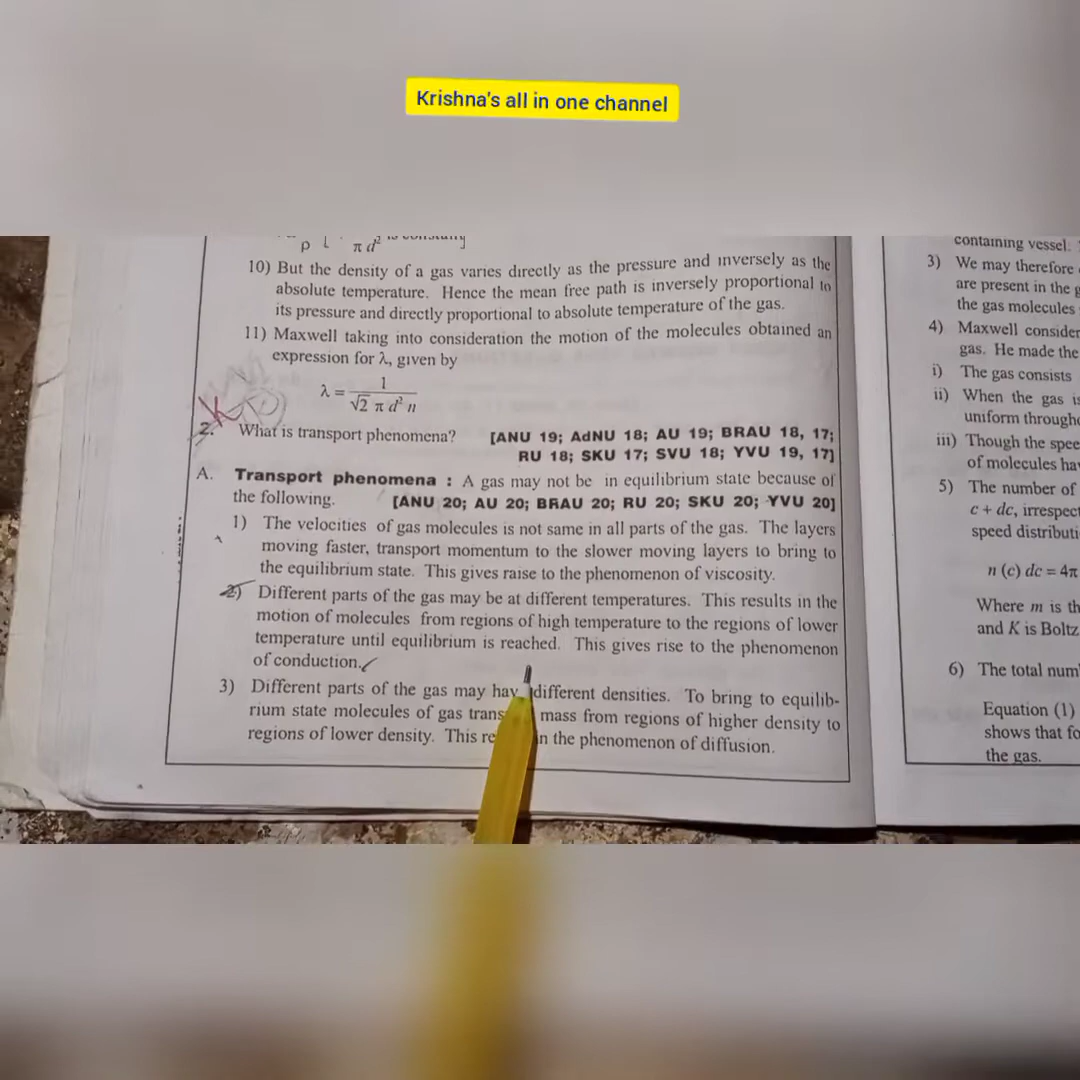 Krishna's all in one channel
ρ π d² is constant]
10) But the density of a gas varies directly as the pressure and inversely as the
absolute temperature. Hence the mean free path is inversely proportional to
its pressure and directly proportional to absolute temperature of the gas.
11) Maxwell taking into consideration the motion of the molecules obtained an
expression for λ, given by
λ = 1 / √2 π d² n
2. What is transport phenomena? [ANU 19; AdNU 18; AU 19; BRAU 18, 17;
RU 18; SKU 17; SVU 18; YVU 19, 17]
A. Transport phenomena : A gas may not be in equilibrium state because of
the following. [ANU 20; AU 20; BRAU 20; RU 20; SKU 20; YVU 20]
1) The velocities of gas molecules is not same in all parts of the gas. The layers
moving faster, transport momentum to the slower moving layers to bring to
the equilibrium state. This gives raise to the phenomenon of viscosity.
2) Different parts of the gas may be at different temperatures. This results in the
motion of molecules from regions of high temperature to the regions of lower
temperature until equilibrium is reached. This gives rise to the phenomenon
of conduction.
3) Different parts of the gas may hav different densities. To bring to equilib-
rium state molecules of gas trans mass from regions of higher density to
regions of lower density. This re in the phenomenon of diffusion.
containing vessel.
3) We may therefore
are present in the g
the gas molecules
4) Maxwell consider
gas. He made the
i) The gas consists
ii) When the gas is
uniform througho
iii) Though the spee
of molecules ha
5) The number of
c + dc, irrespect
speed distributi
n (c) dc = 4π
Where m is th
and K is Boltz
6) The total num
Equation (1)
shows that fo
the gas.